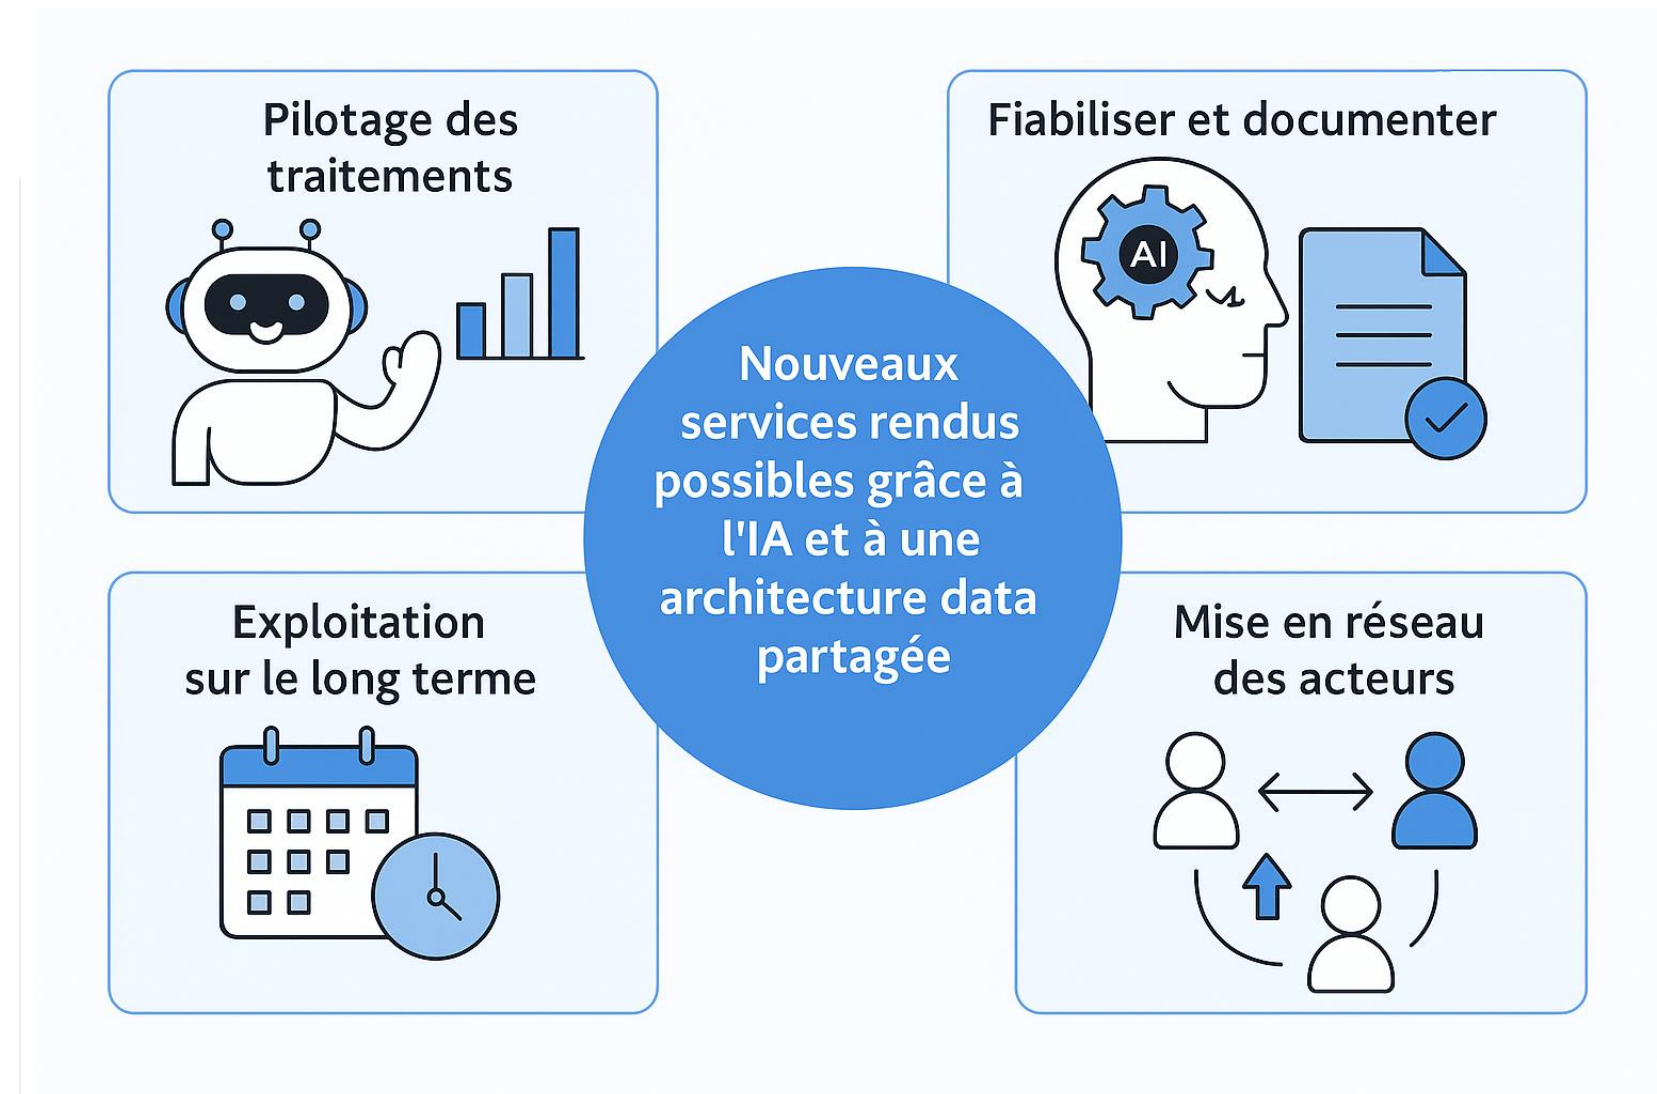 Pilotage des
traitements
Fiabiliser et documenter
AI
Nouveaux
services rendus
possibles grâce à
l'IA et à une
architecture data
partagée
Exploitation
sur le long terme
Mise en réseau
des acteurs